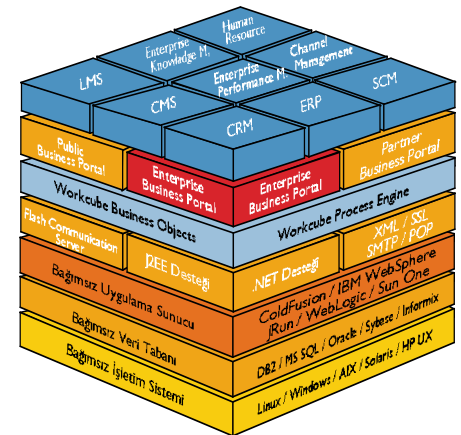 Human
Resource
Enterprise
Knowladge M.
Channel
Management
LMS
Enterprise
Performance M.
SCM
CMS
ERP
CRM
Public
Business Portal
Enterprise
Business Portal
Enterprise
Business Portal
Partner
Business Portal
Workcube Business Objects
Workcube Process Engine
Flash Communication
Server
J2EE Desteği
.NET Desteği
XML / SSL
SMTP / POP
Bağımsız Uygulama Sunucu
ColdFusion / IBM WebSphere
jRun / WebLogic / Sun One
Bağımsız Veri Tabanı
DB2 / MS SQL / Oracle / Sybese / Informix
Bağımsız İşletim Sistemi
Linux / Windows / AIX / Solaris / HP UX